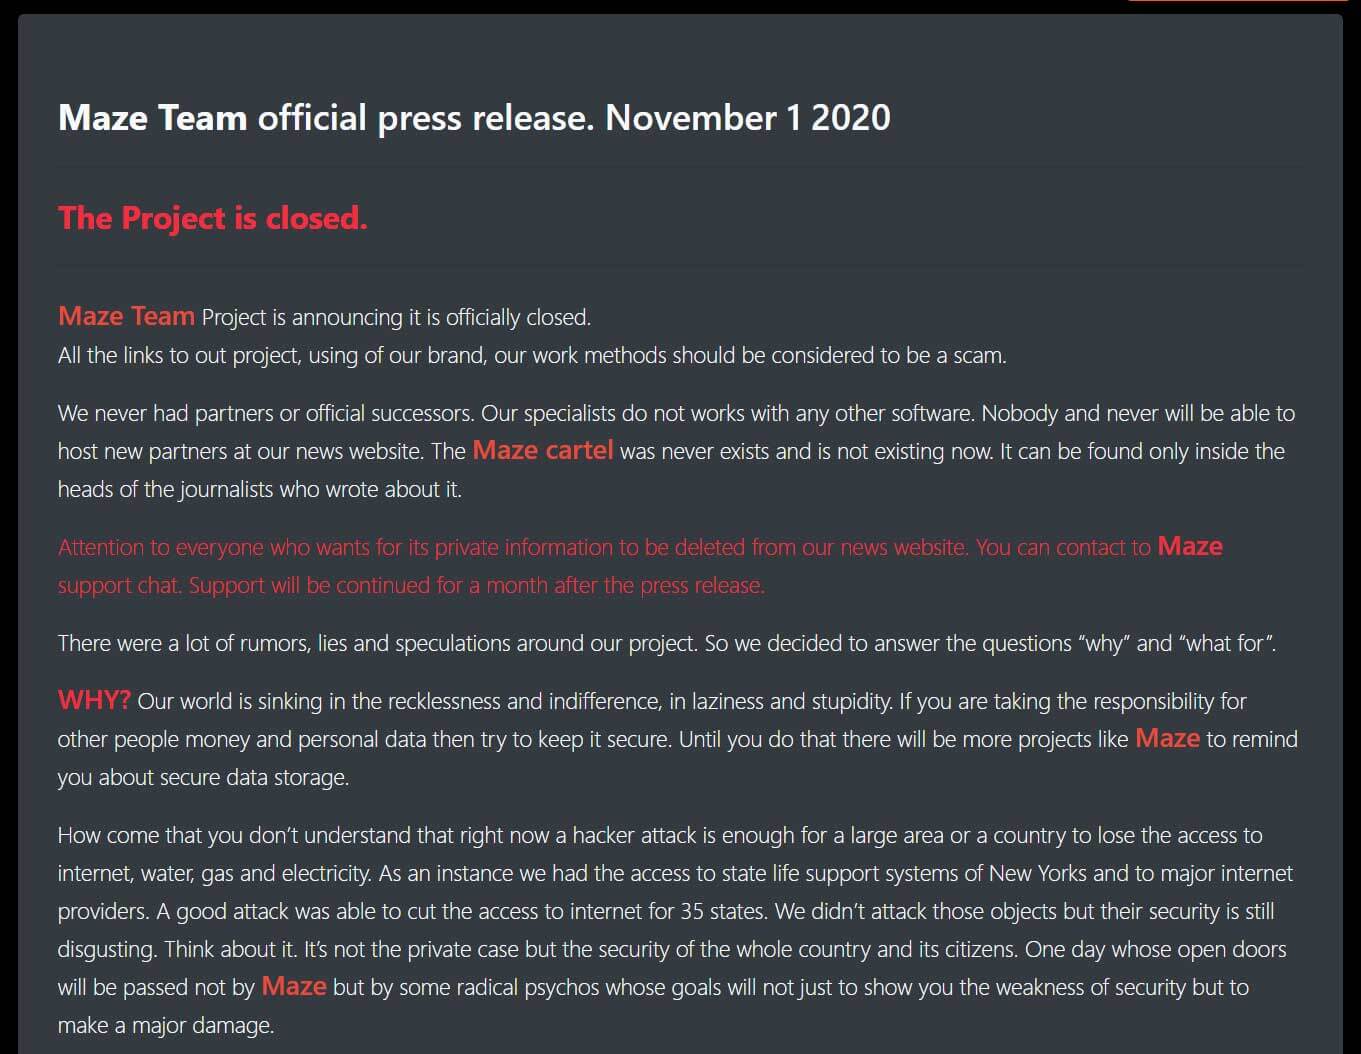 Maze Team official press release. November 1 2020
The Project is closed.
Maze Team Project is announcing it is officially closed.
All the links to out project, using of our brand, our work methods should be considered to be a scam.
We never had partners or official successors. Our specialists do not works with any other software. Nobody and never will be able to
host new partners at our news website. The Maze cartel was never exists and is not existing now. It can be found only inside the
heads of the journalists who wrote about it.
Attention to everyone who wants for its private information to be deleted from our news website. You can contact to Maze
support chat. Support will be continued for a month after the press release.
There were a lot of rumors, lies and speculations around our project. So we decided to answer the questions “why” and “what for”.
WHY? Our world is sinking in the recklessness and indifference, in laziness and stupidity. If you are taking the responsibility for
other people money and personal data then try to keep it secure. Until you do that there will be more projects like Maze to remind
you about secure data storage.
How come that you don’t understand that right now a hacker attack is enough for a large area or a country to lose the access to
internet, water, gas and electricity. As an instance we had the access to state life support systems of New Yorks and to major internet
providers. A good attack was able to cut the access to internet for 35 states. We didn’t attack those objects but their security is still
disgusting. Think about it. It’s not the private case but the security of the whole country and its citizens. One day whose open doors
will be passed not by Maze but by some radical psychos whose goals will not just to show you the weakness of security but to
make a major damage.